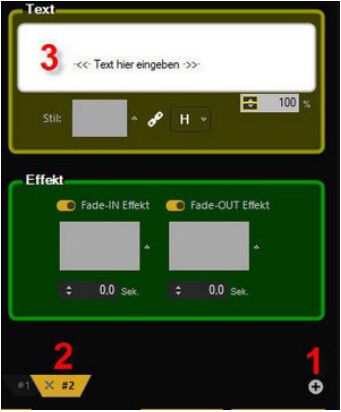 Text
3 -<<- Text hier eingeben ->>-
Stil: H 100 %
Effekt
Fade-IN Effekt Fade-OUT Effekt
0,0 Sek. 0,0 Sek.
2 1
#1 #2